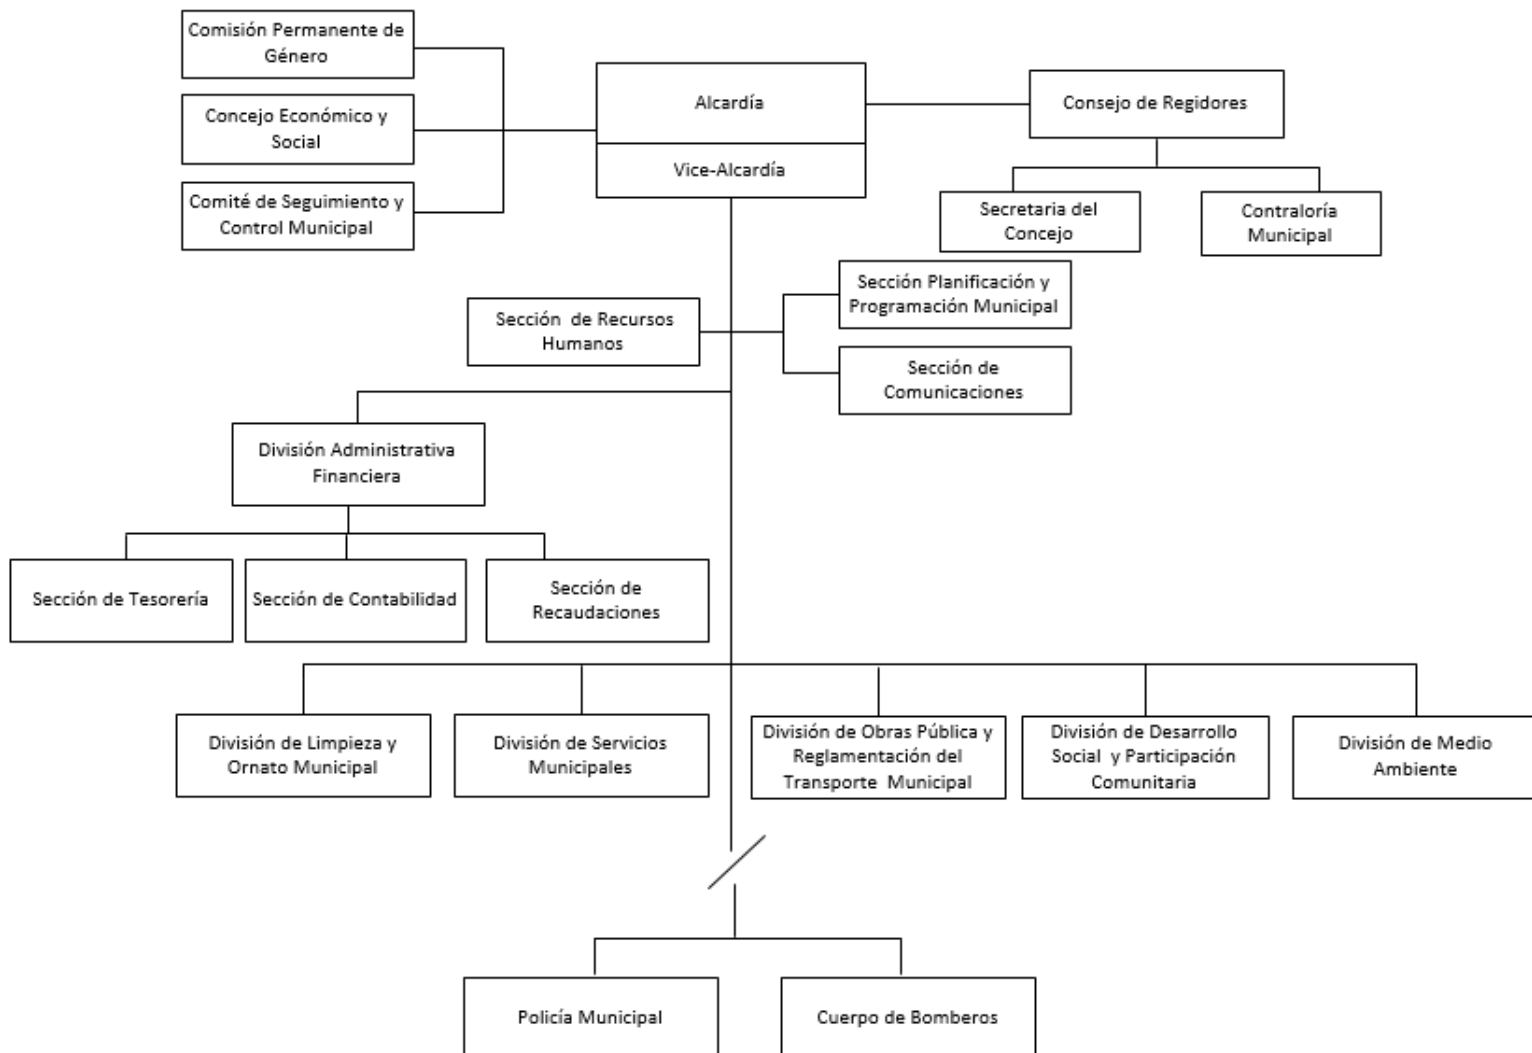 Comisión Permanente de
Género
Concejo Económico y
Social
Comité de Seguimiento y
Control Municipal
Alcardía
Vice-Alcardía
Consejo de Regidores
Secretaria del
Concejo
Contraloría
Municipal
Sección de Recursos
Humanos
Sección Planificación y
Programación Municipal
Sección de
Comunicaciones
División Administrativa
Financiera
Sección de Tesorería
Sección de Contabilidad
Sección de
Recaudaciones
División de Limpieza y
Ornato Municipal
División de Servicios
Municipales
División de Obras Pública y
Reglamentación del
Transporte Municipal
División de Desarrollo
Social y Participación
Comunitaria
División de Medio
Ambiente
Policía Municipal
Cuerpo de Bomberos